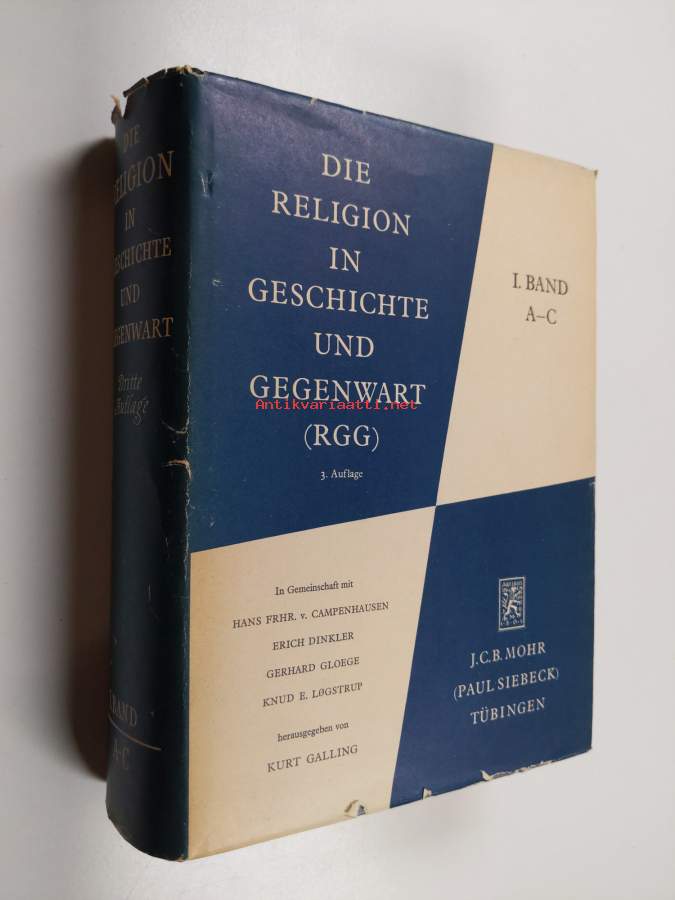 DIE
RELIGION
IN
GESCHICHTE
UND
GEGENWART
Dritte
Auflage
BAND
A-C
DIE
RELIGION
IN
GESCHICHTE
UND
GEGENWART
(RGG)
3. Auflage
Antikvariaatti.net
I. BAND
A–C
In Gemeinschaft mit
HANS FRHR. v. CAMPENHAUSEN
ERICH DINKLER
GERHARD GLOEGE
KNUD E. LØGSTRUP
herausgegeben von
KURT GALLING
J.C.B. MOHR
(PAUL SIEBECK)
TÜBINGEN